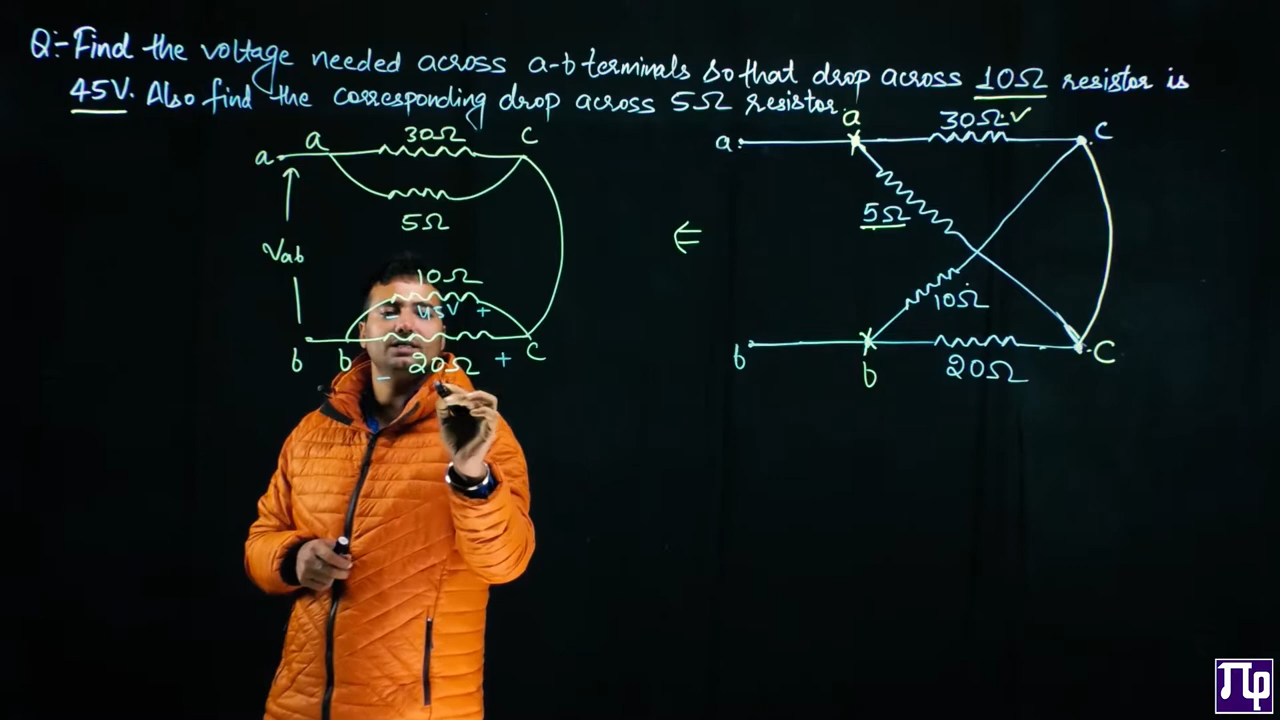 Q:- Find the voltage needed across a-b terminals so that drop across 10Ω resistor is
45V. Also find the corresponding drop across 5Ω resistor.
a a 30Ω C
5Ω
Vab
10Ω
- 45V +
b b 20Ω C
- +
⇐
a a 30Ω ✓ C
5Ω
10Ω
b b 20Ω C
πφ